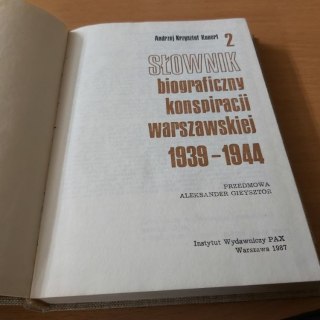 Andrzej Krzysztof Kunert
2
SŁOWNIK
biograficzny
konspiracji
warszawskiej
1939-1944
PRZEDMOWA
ALEKSANDER GIEYSZTOR
Instytut Wydawniczy PAX
Warszawa 1987